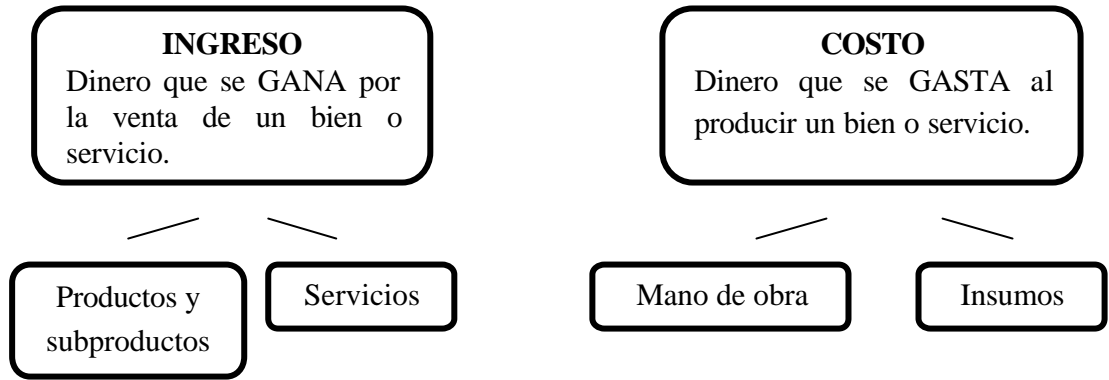 INGRESO
Dinero que se GANA por
la venta de un bien o
servicio.
COSTO
Dinero que se GASTA al
producir un bien o servicio.
Productos y
subproductos
Servicios
Mano de obra
Insumos